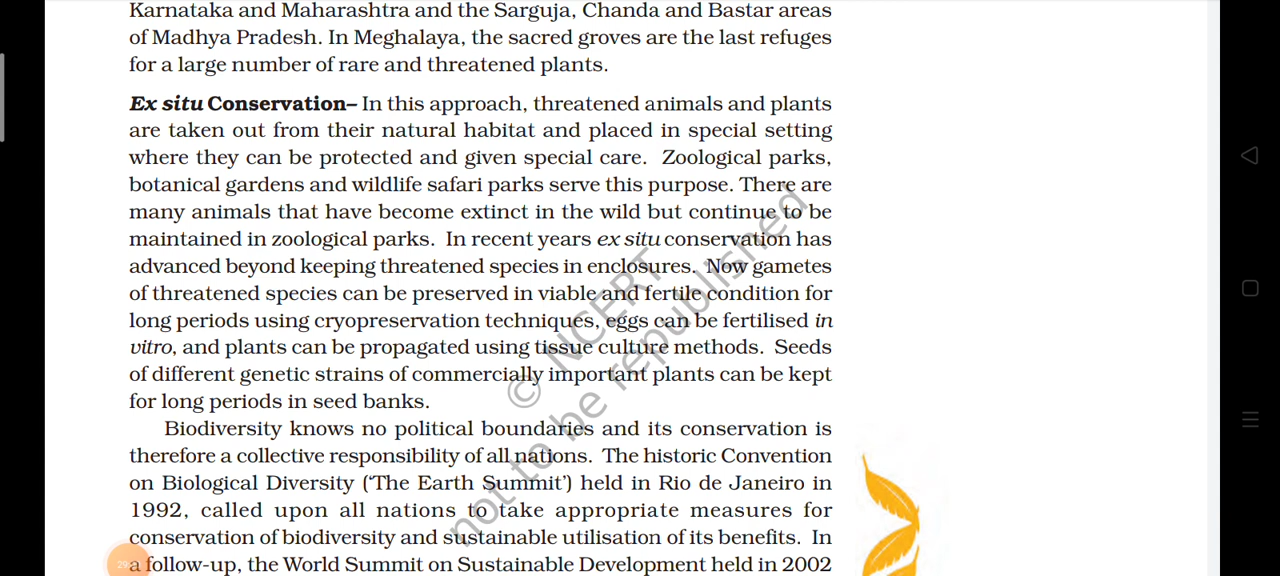 Karnataka and Maharashtra and the Sarguja, Chanda and Bastar areas
of Madhya Pradesh. In Meghalaya, the sacred groves are the last refuges
for a large number of rare and threatened plants.
Ex situ Conservation– In this approach, threatened animals and plants
are taken out from their natural habitat and placed in special setting
where they can be protected and given special care. Zoological parks,
botanical gardens and wildlife safari parks serve this purpose. There are
many animals that have become extinct in the wild but continue to be
maintained in zoological parks. In recent years ex situ conservation has
advanced beyond keeping threatened species in enclosures. Now gametes
of threatened species can be preserved in viable and fertile condition for
long periods using cryopreservation techniques, eggs can be fertilised in
vitro, and plants can be propagated using tissue culture methods. Seeds
of different genetic strains of commercially important plants can be kept
for long periods in seed banks.
Biodiversity knows no political boundaries and its conservation is
therefore a collective responsibility of all nations. The historic Convention
on Biological Diversity (‘The Earth Summit’) held in Rio de Janeiro in
1992, called upon all nations to take appropriate measures for
conservation of biodiversity and sustainable utilisation of its benefits. In
a follow-up, the World Summit on Sustainable Development held in 2002
© NCERT
not to be republished